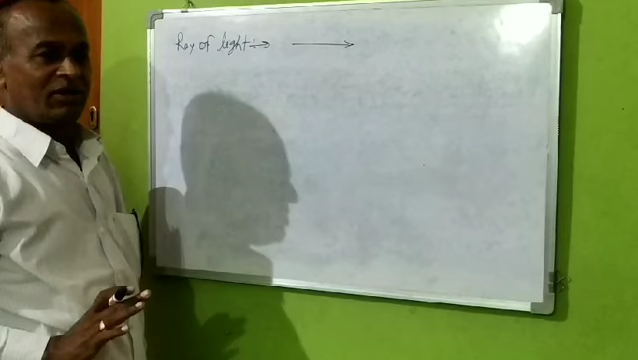 Ray of light :→ →